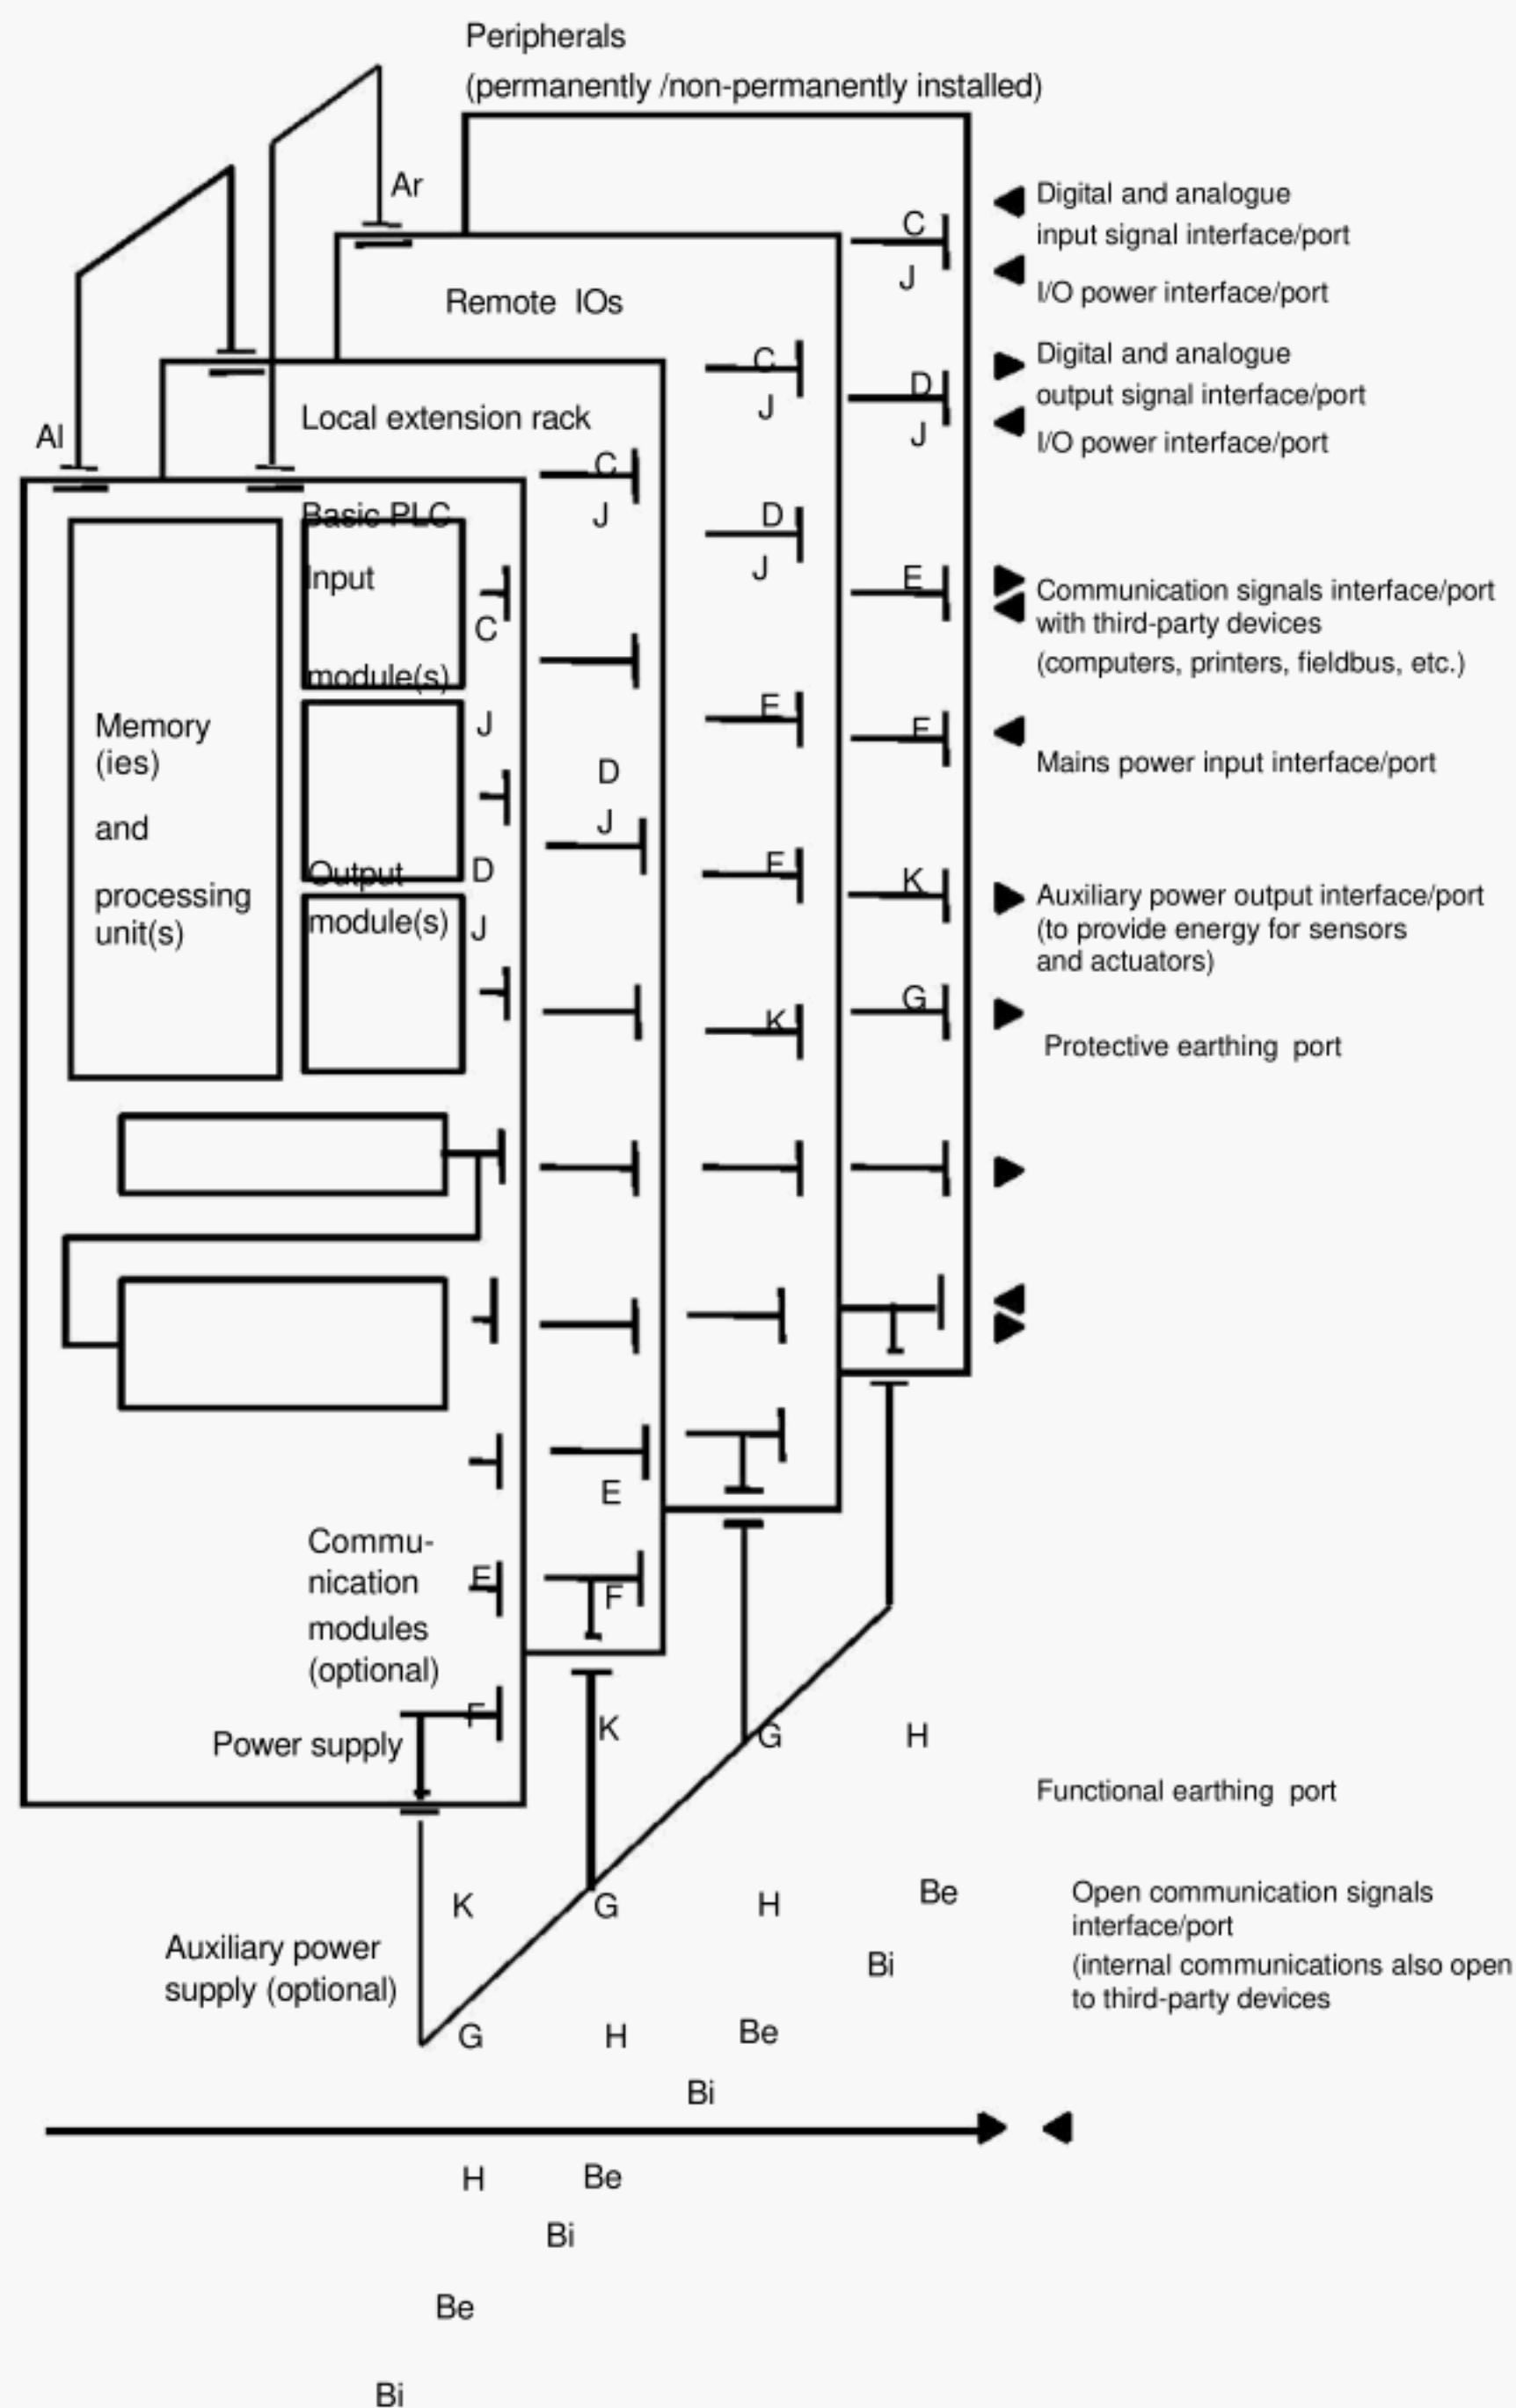 Peripherals
(permanently /non-permanently installed)
Ar
Digital and analogue
C
input signal interface/port
J
I/O power interface/port
Remote IOs
Digital and analogue
C
D
output signal interface/port
J
Local extension rack
Al
J
I/O power interface/port
C
J
Basic PLC
D
J
Input
E
Communication signals interface/port
with third-party devices
C
(computers, printers, fieldbus, etc.)
module(s)
E
J
F
Memory
(ies)
Mains power input interface/port
D
J
and
F
Output
D
K
processing
Auxiliary power output interface/port
unit(s)
module(s)
J
(to provide energy for sensors
and actuators)
G
K
Protective earthing port
E
Commu-
nication
E
F
modules
(optional)
F
Power supply
K
G
H
Functional earthing port
K
G
H
Be
Open communication signals
interface/port
Auxiliary power
supply (optional)
Bi
(internal communications also open
to third-party devices
G
H
Be
Bi
H
Be
Bi
Be
Bi